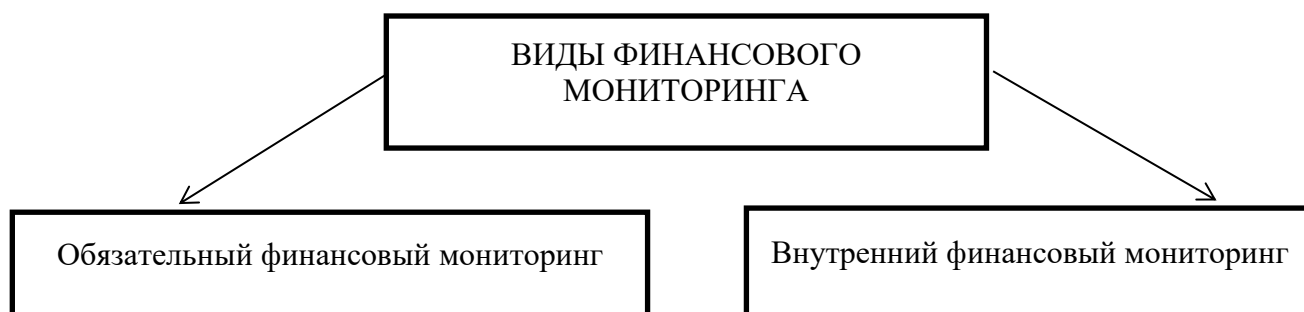 ВИДЫ ФИНАНСОВОГО
МОНИТОРИНГА
Обязательный финансовый мониторинг
Внутренний финансовый мониторинг